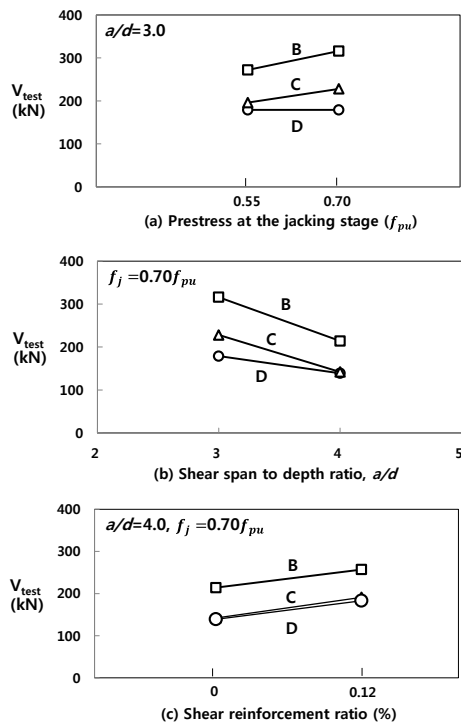 400
a/d=3.0
B
300
V_test
(kN)
C
200
D
100
0
0.55
0.70
(a) Prestress at the jacking stage (f_pu)
400
f_j =0.70f_pu
B
300
V_test
(kN)
C
200
D
100
0
2
3
4
5
(b) Shear span to depth ratio, a/d
400
a/d=4.0, f_j =0.70f_pu
B
300
V_test
(kN)
C
200
D
100
0
0
0.12
(c) Shear reinforcement ratio (%)